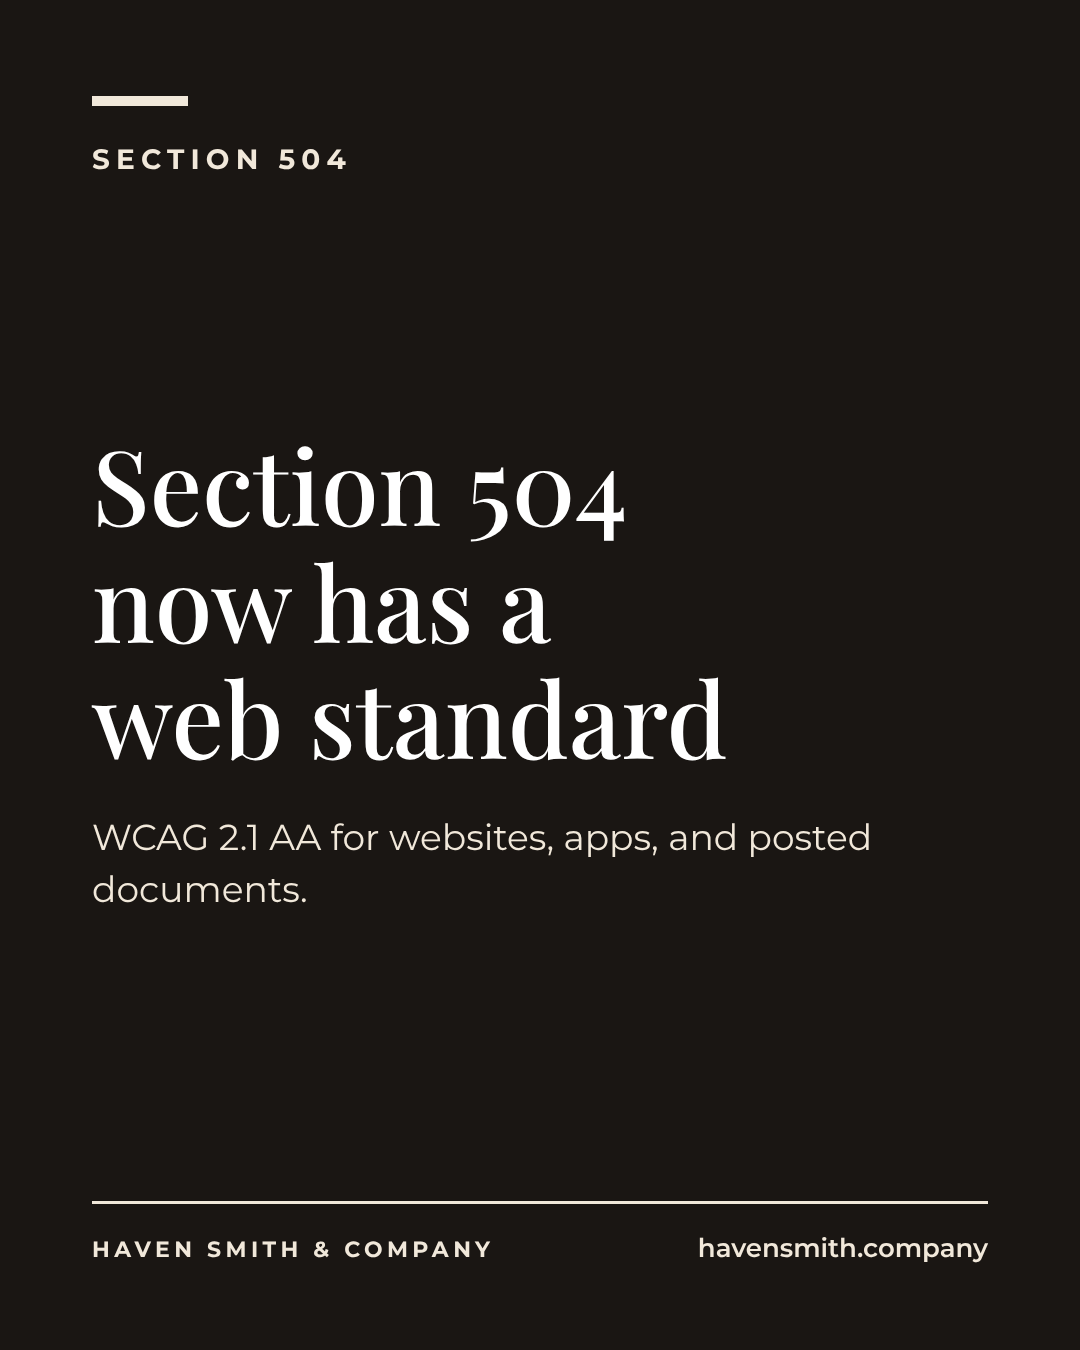 SECTION 504
Section 504
now has a
web standard
WCAG 2.1 AA for websites, apps, and posted
documents.
HAVEN SMITH & COMPANY
havensmith.company